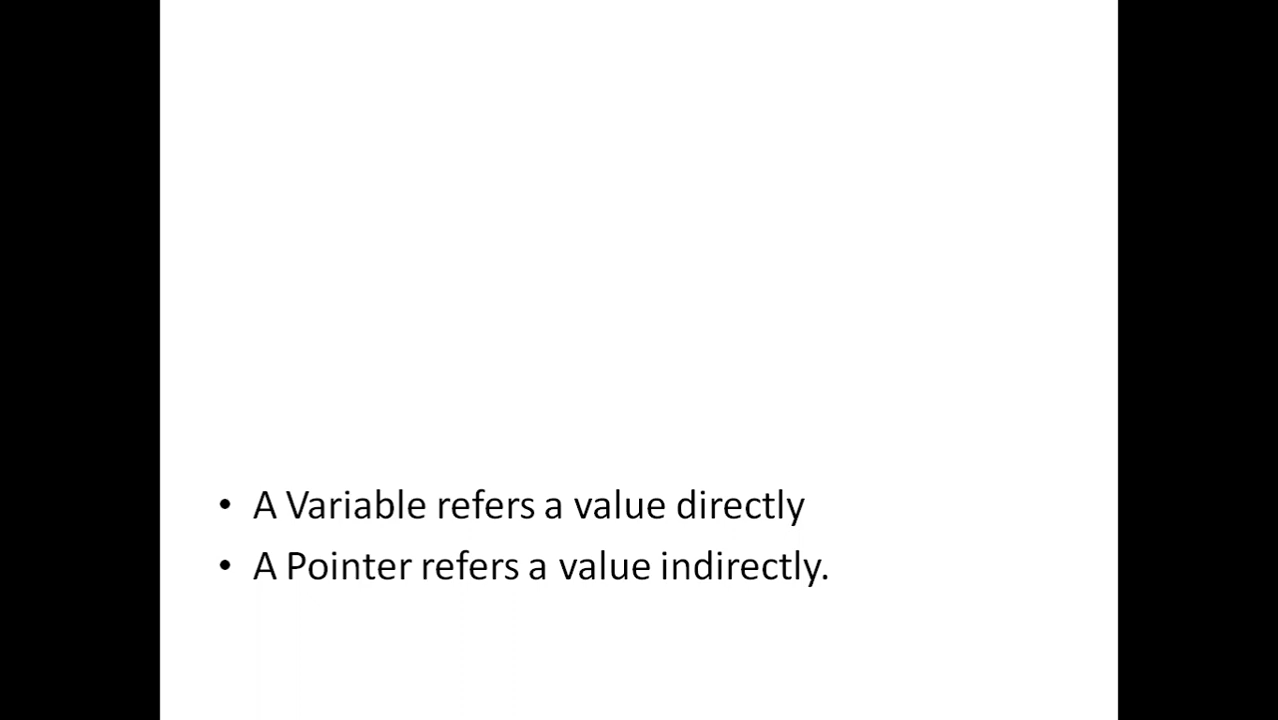 • A Variable refers a value directly
• A Pointer refers a value indirectly.